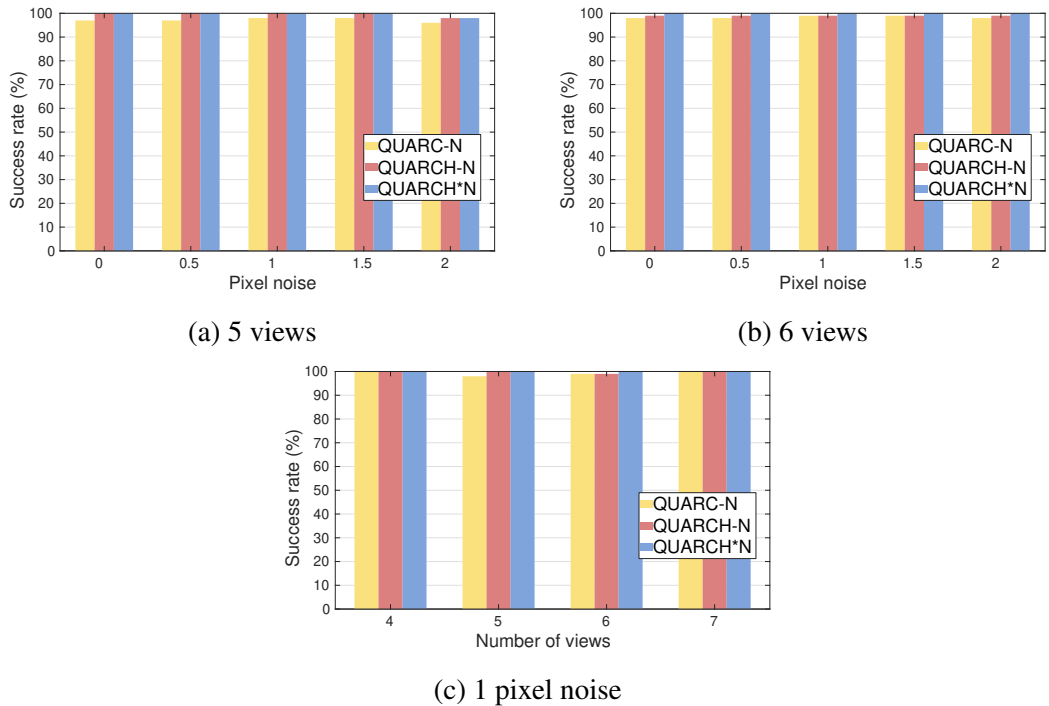 100
90
80
70
60
50
40
30
20
10
0
Success rate (%)
QUARC-N
QUARCH-N
QUARCH*N
0 0.5 1 1.5 2
Pixel noise
(a) 5 views
100
90
80
70
60
50
40
30
20
10
0
Success rate (%)
QUARC-N
QUARCH-N
QUARCH*N
0 0.5 1 1.5 2
Pixel noise
(b) 6 views
100
90
80
70
60
50
40
30
20
10
0
Success rate (%)
QUARC-N
QUARCH-N
QUARCH*N
4 5 6 7
Number of views
(c) 1 pixel noise